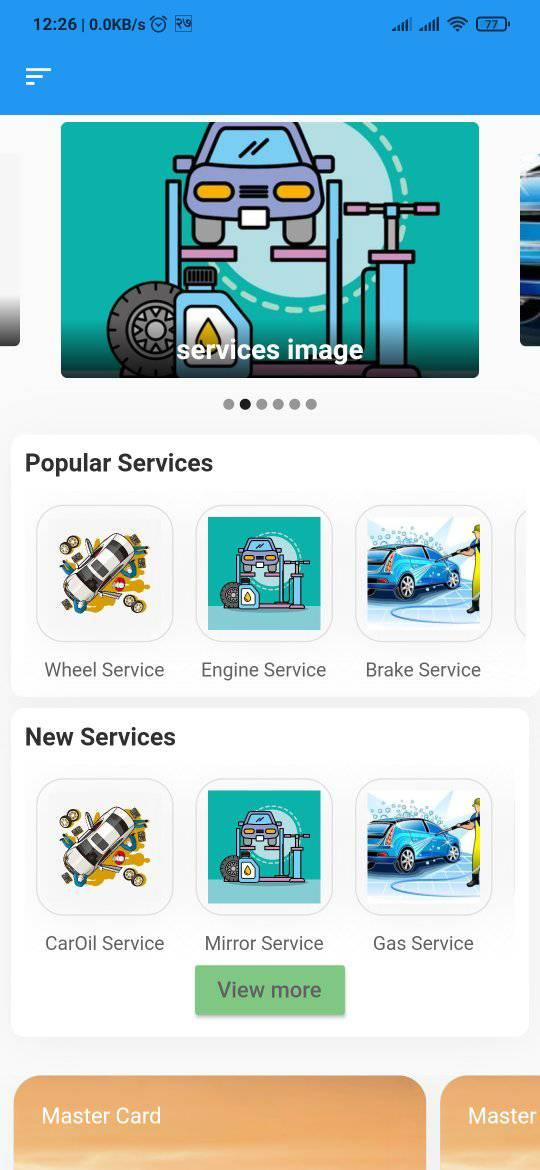 12:26 | 0.0KB/s २७
77
services image
Popular Services
Wheel Service Engine Service Brake Service
New Services
CarOil Service Mirror Service Gas Service
View more
Master Card Master